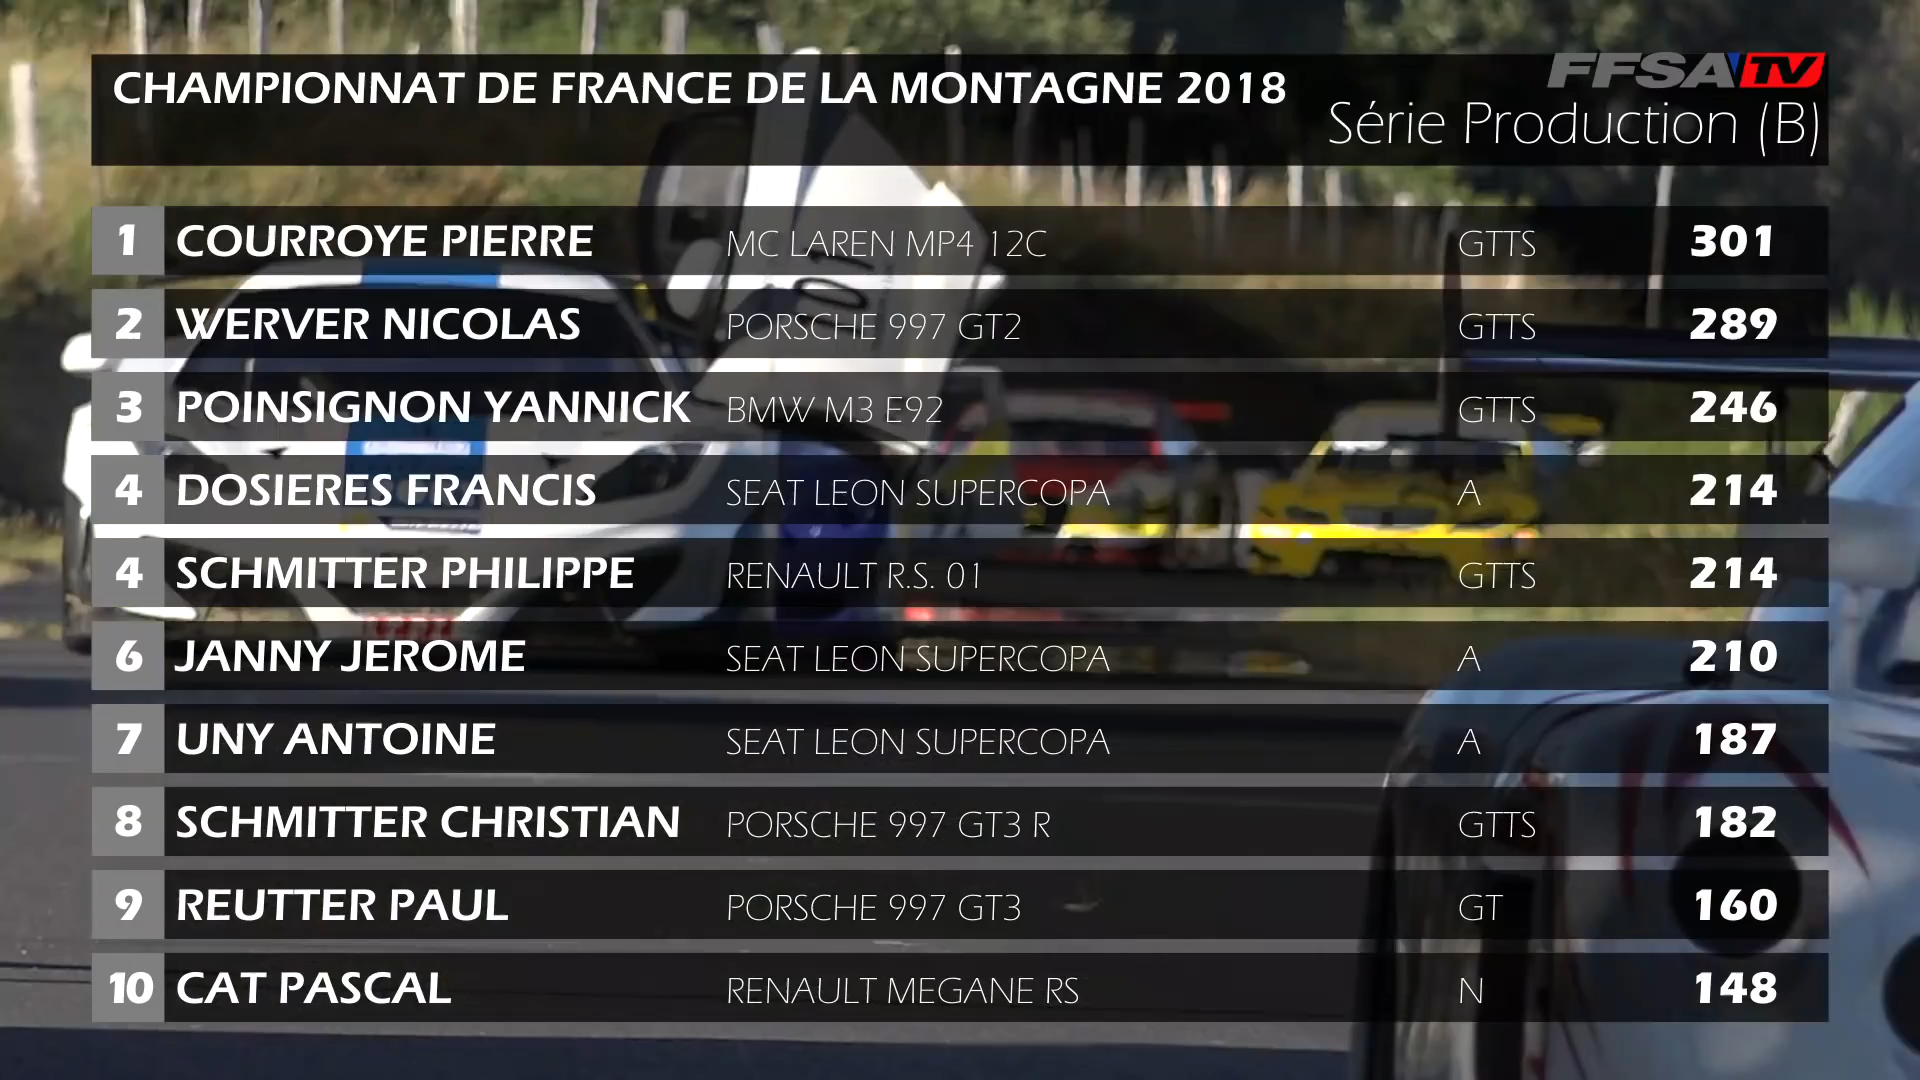 CHAMPIONNAT DE FRANCE DE LA MONTAGNE 2018
FFSA TV
Série Production (B)
1 COURROYE PIERRE MC LAREN MP4 12C GTTS 301
2 WERVER NICOLAS PORSCHE 997 GT2 GTTS 289
3 POINSIGNON YANNICK BMW M3 E92 GTTS 246
4 DOSIERES FRANCIS SEAT LEON SUPERCOPA A 214
4 SCHMITTER PHILIPPE RENAULT R.S. 01 GTTS 214
6 JANNY JEROME SEAT LEON SUPERCOPA A 210
7 UNY ANTOINE SEAT LEON SUPERCOPA A 187
8 SCHMITTER CHRISTIAN PORSCHE 997 GT3 R GTTS 182
9 REUTTER PAUL PORSCHE 997 GT3 GT 160
10 CAT PASCAL RENAULT MEGANE RS N 148